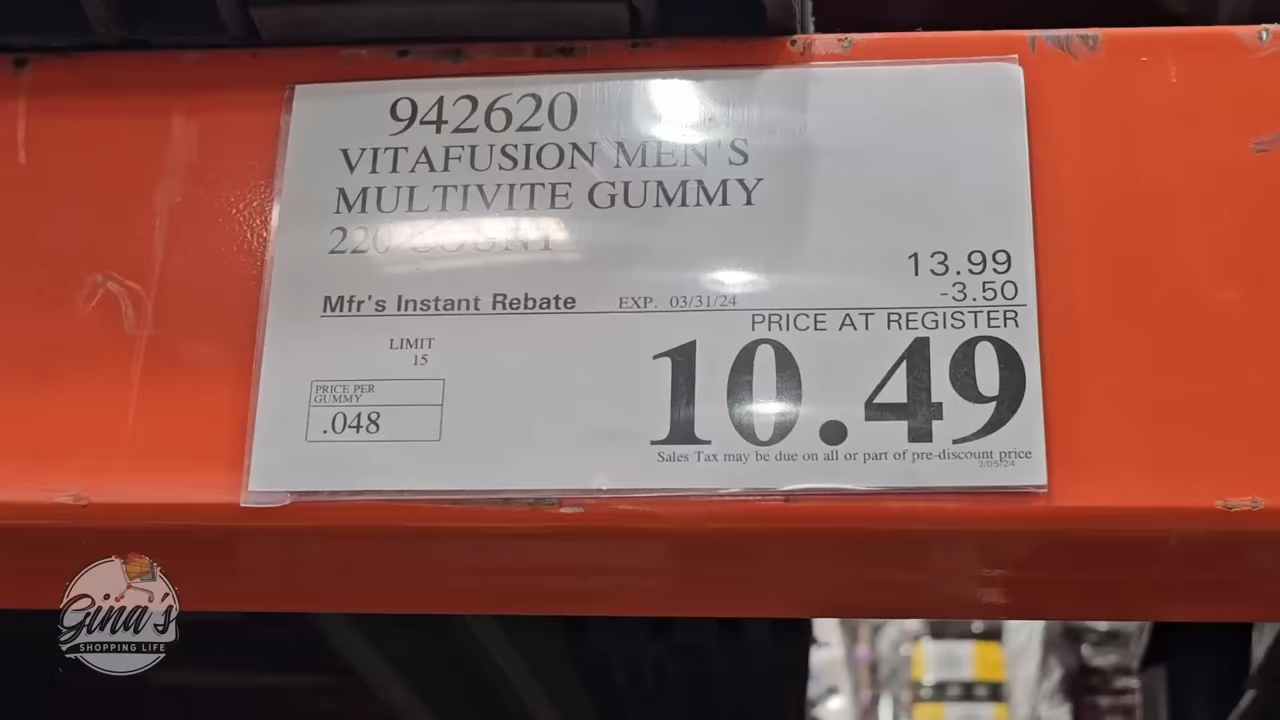 942620
VITAFUSION MEN'S
MULTIVITE GUMMY
220 COUNT
13.99
Mfr's Instant Rebate EXP. 03/31/24 -3.50
PRICE AT REGISTER
LIMIT
15
10.49
PRICE PER
GUMMY
.048
Sales Tax may be due on all or part of pre-discount price
3/05/24
Gina's
SHOPPING LIFE